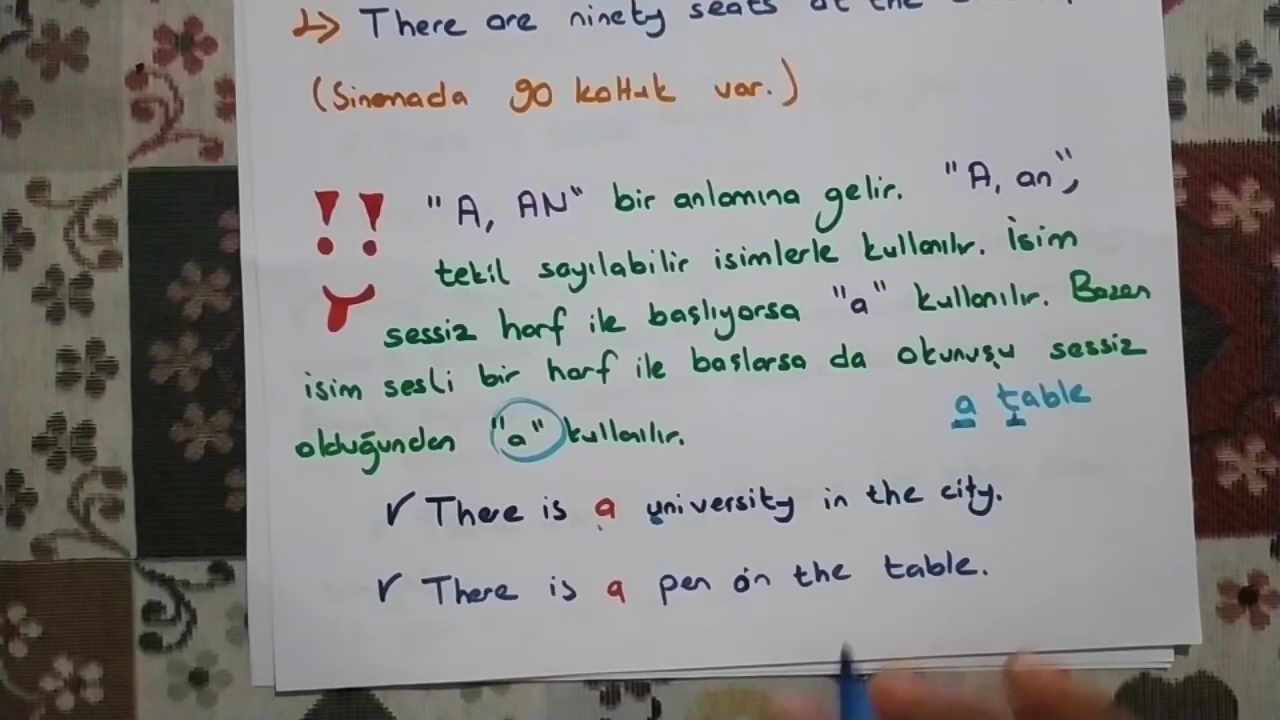 There are ninety seats at the
(Sinemada 90 koltuk var.)
"A, AN" bir anlamına gelir. "A, an",
tekil sayılabilir isimlerle kullanılır. İsim
sessiz harf ile başlıyorsa "a" kullanılır. Bazen
isim sesli bir harf ile başlarsa da okunuşu sessiz
olduğundan "a" kullanılır.
a table
There is a university in the city.
There is a pen on the table.